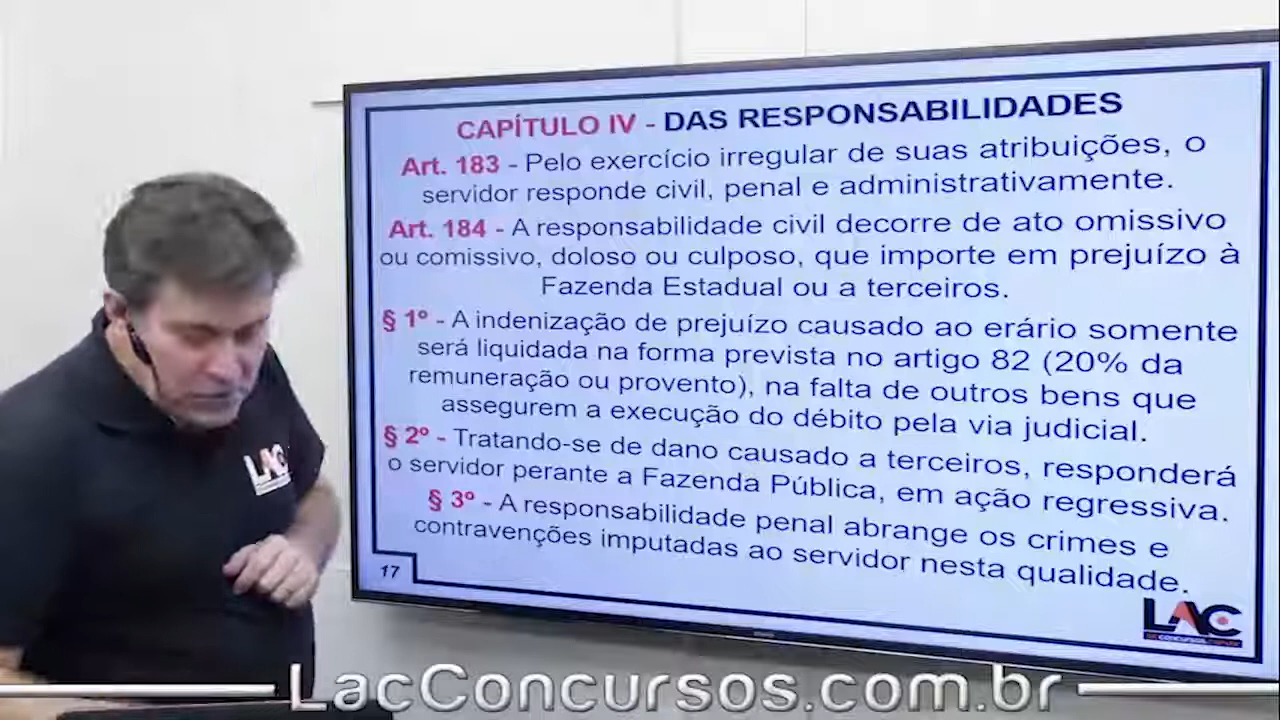 CAPÍTULO IV - DAS RESPONSABILIDADES
Art. 183 - Pelo exercício irregular de suas atribuições, o
servidor responde civil, penal e administrativamente.
Art. 184 - A responsabilidade civil decorre de ato omissivo
ou comissivo, doloso ou culposo, que importe em prejuízo à
Fazenda Estadual ou a terceiros.
§ 1º - A indenização de prejuízo causado ao erário somente
será liquidada na forma prevista no artigo 82 (20% da
remuneração ou provento), na falta de outros bens que
assegurem a execução do débito pela via judicial.
§ 2º - Tratando-se de dano causado a terceiros, responderá
o servidor perante a Fazenda Pública, em ação regressiva.
§ 3º - A responsabilidade penal abrange os crimes e
contravenções imputadas ao servidor nesta qualidade.
17
LAC
LAC
LacConcursos.com.br